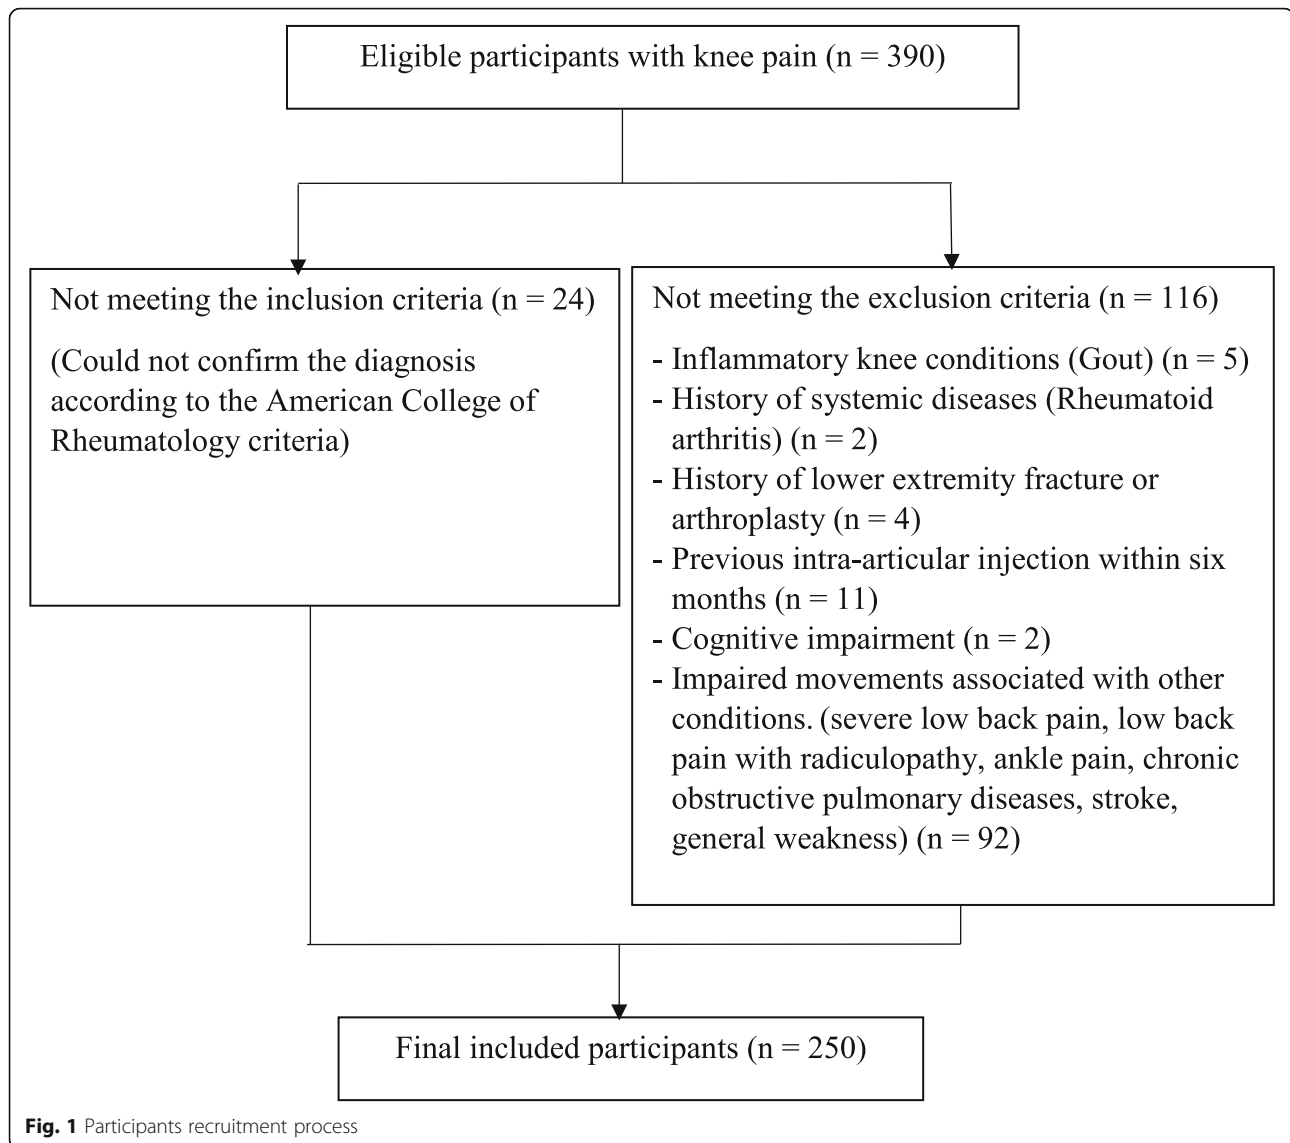 Eligible participants with knee pain (n = 390)
Not meeting the inclusion criteria (n = 24)
(Could not confirm the diagnosis
according to the American College of
Rheumatology criteria)
Not meeting the exclusion criteria (n = 116)
- Inflammatory knee conditions (Gout) (n = 5)
- History of systemic diseases (Rheumatoid
arthritis) (n = 2)
- History of lower extremity fracture or
arthroplasty (n = 4)
- Previous intra-articular injection within six
months (n = 11)
- Cognitive impairment (n = 2)
- Impaired movements associated with other
conditions. (severe low back pain, low back
pain with radiculopathy, ankle pain, chronic
obstructive pulmonary diseases, stroke,
general weakness) (n = 92)
Final included participants (n = 250)
Fig. 1 Participants recruitment process